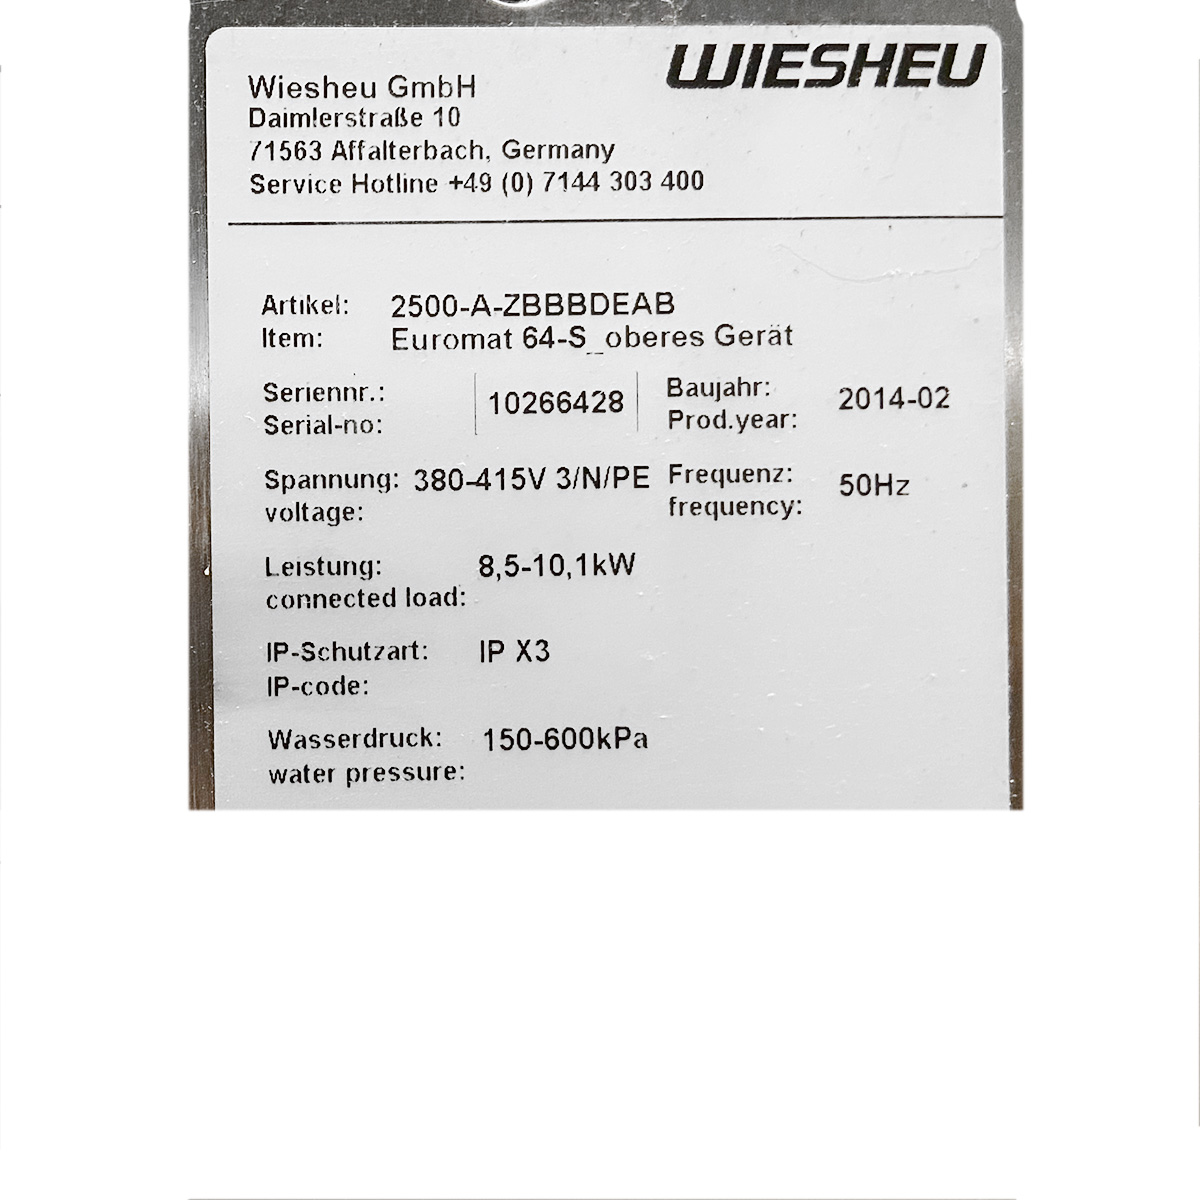 WIESHEU
Wiesheu GmbH
Daimlerstraße 10
71563 Affalterbach, Germany
Service Hotline +49 (0) 7144 303 400
Artikel: 2500-A-ZBBBDEAB
Item: Euromat 64-S_oberes Gerät
Seriennr.: 10266428 Baujahr: 2014-02
Serial-no: Prod.year:
Spannung: 380-415V 3/N/PE Frequenz: 50Hz
voltage: frequency:
Leistung: 8,5-10,1kW
connected load:
IP-Schutzart: IP X3
IP-code:
Wasserdruck: 150-600kPa
water pressure: